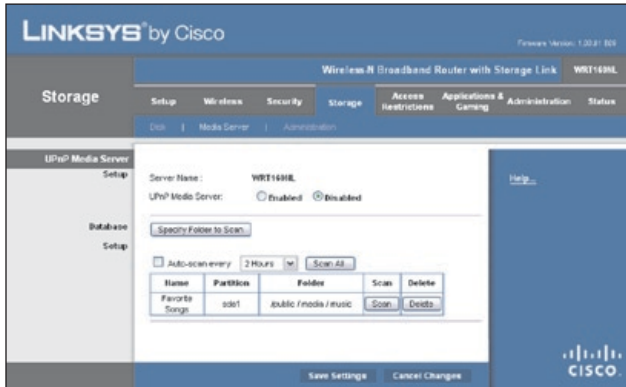 LINKSYS® by Cisco
Firmware Version: 1.00.01 B06
Wireless-N Broadband Router with Storage Link WRT160NL
Storage
Setup Wireless Security Storage Access Restrictions Applications & Gaming Administration Status
Disk | Media Server | Administration
UPnP Media Server
Setup
Server Name : WRT160NL
UPnP Media Server: Enabled Disabled
Help...
Database
Setup
Specify Folder to Scan
Auto-scan every 2 Hours Scan All
Name Partition Folder Scan Delete
Favorite Songs sda1 /public / media / music Scan Delete
Save Settings Cancel Changes
CISCO.